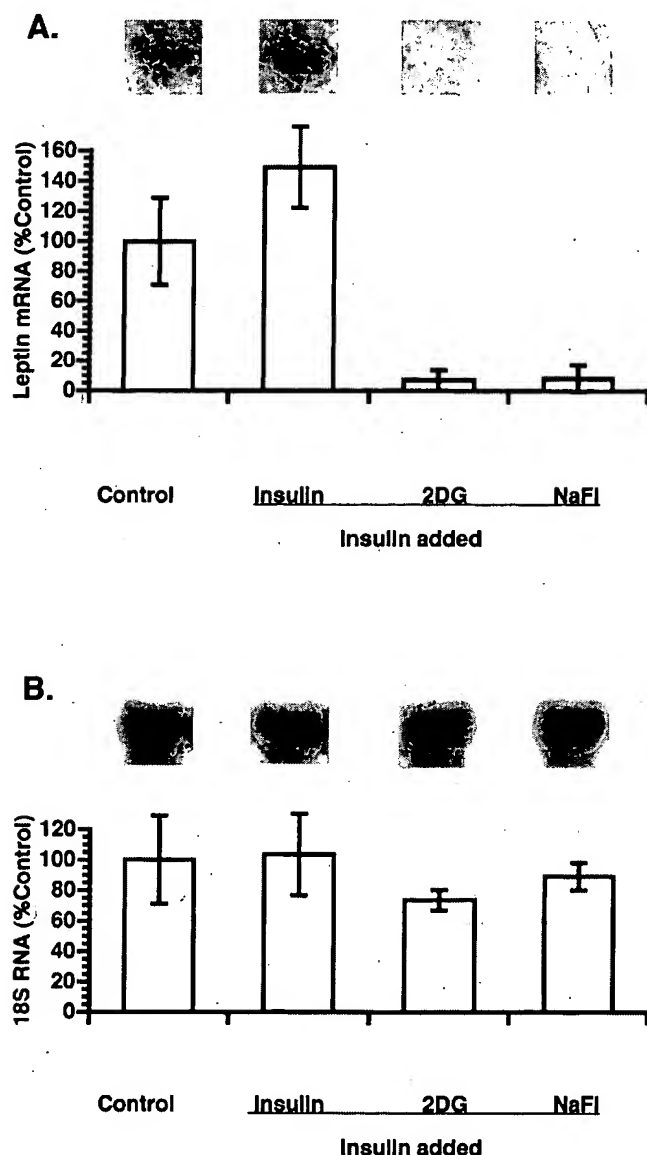 A.
Leptin mRNA (%Control)
160
140
120
100
80
60
40
20
0
Control Insulin 2DG NaFl
Insulin added
B.
18S RNA (%Control)
120
100
80
60
40
20
0
Control Insulin 2DG NaFl
Insulin added